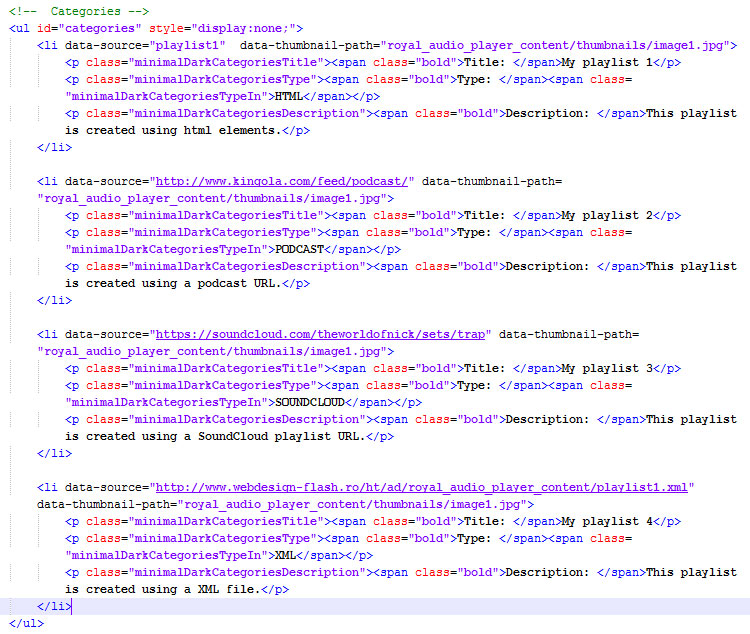 <!--  Categories -->
<ul id="categories" style="display:none;">
<li data-source="playlist1"  data-thumbnail-path="royal_audio_player_content/thumbnails/image1.jpg">
<p class="minimalDarkCategoriesTitle"><span class="bold">Title: </span>My playlist 1</p>
<p class="minimalDarkCategoriesType"><span class="bold">Type: </span><span class=
"minimalDarkCategoriesTypeIn">HTML</span></p>
<p class="minimalDarkCategoriesDescription"><span class="bold">Description: </span>This playlist
is created using html elements.</p>
</li>
<li data-source="http://www.kingola.com/feed/podcast/" data-thumbnail-path=
"royal_audio_player_content/thumbnails/image1.jpg">
<p class="minimalDarkCategoriesTitle"><span class="bold">Title: </span>My playlist 2</p>
<p class="minimalDarkCategoriesType"><span class="bold">Type: </span><span class=
"minimalDarkCategoriesTypeIn">PODCAST</span></p>
<p class="minimalDarkCategoriesDescription"><span class="bold">Description: </span>This playlist
is created using a podcast URL.</p>
</li>
<li data-source="https://soundcloud.com/theworldofnick/sets/trap" data-thumbnail-path=
"royal_audio_player_content/thumbnails/image1.jpg">
<p class="minimalDarkCategoriesTitle"><span class="bold">Title: </span>My playlist 3</p>
<p class="minimalDarkCategoriesType"><span class="bold">Type: </span><span class=
"minimalDarkCategoriesTypeIn">SOUNDCLOUD</span></p>
<p class="minimalDarkCategoriesDescription"><span class="bold">Description: </span>This playlist
is created using a SoundCloud playlist URL.</p>
</li>
<li data-source="http://www.webdesign-flash.ro/ht/ad/royal_audio_player_content/playlist1.xml"
data-thumbnail-path="royal_audio_player_content/thumbnails/image1.jpg">
<p class="minimalDarkCategoriesTitle"><span class="bold">Title: </span>My playlist 4</p>
<p class="minimalDarkCategoriesType"><span class="bold">Type: </span><span class=
"minimalDarkCategoriesTypeIn">XML</span></p>
<p class="minimalDarkCategoriesDescription"><span class="bold">Description: </span>This playlist
is created using a XML file.</p>
</li>
</ul>